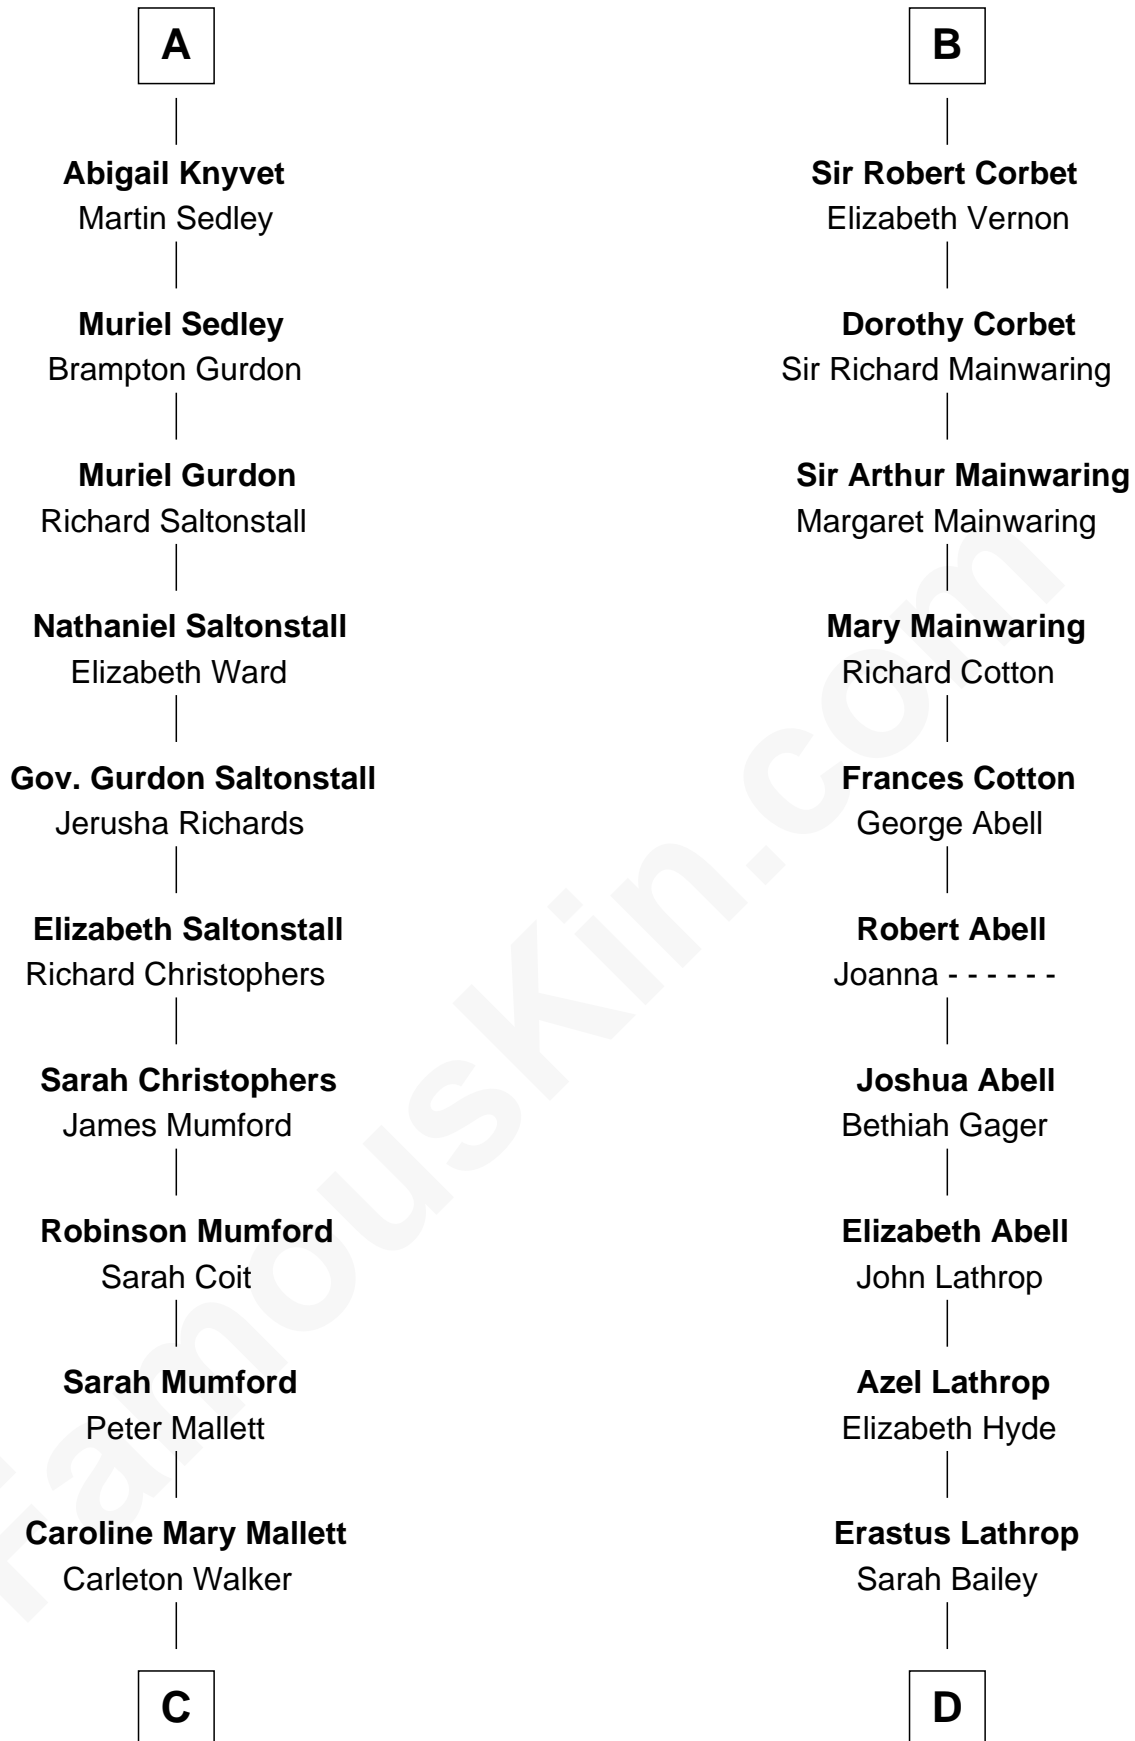 A
Abigail Knyvet
Martin Sedley
Muriel Sedley
Brampton Gurdon
Muriel Gurdon
Richard Saltonstall
Nathaniel Saltonstall
Elizabeth Ward
Gov. Gurdon Saltonstall
Jerusha Richards
Elizabeth Saltonstall
Richard Christophers
Sarah Christophers
James Mumford
Robinson Mumford
Sarah Coit
Sarah Mumford
Peter Mallett
Caroline Mary Mallett
Carleton Walker
C
B
Sir Robert Corbet
Elizabeth Vernon
Dorothy Corbet
Sir Richard Mainwaring
Sir Arthur Mainwaring
Margaret Mainwaring
Mary Mainwaring
Richard Cotton
Frances Cotton
George Abell
Robert Abell
Joanna - - - - - -
Joshua Abell
Bethiah Gager
Elizabeth Abell
John Lathrop
Azel Lathrop
Elizabeth Hyde
Erastus Lathrop
Sarah Bailey
D
FamousKin.com